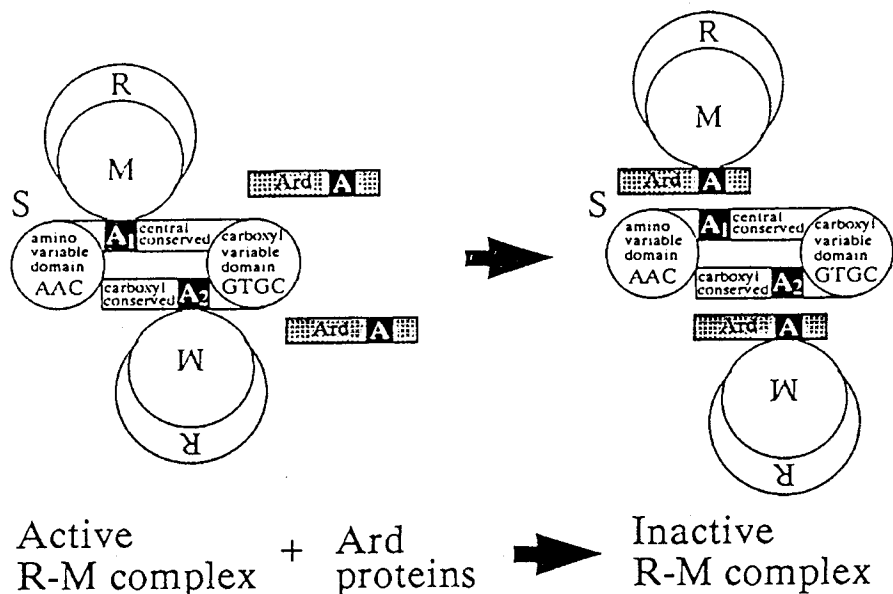 R
M
Ard A
S
amino variable domain AAC
A1 central conserved
carboxyl variable domain GTGC
carboxyl conserved A2
Ard A
M
R
R
M
Ard A
S
amino variable domain AAC
A1 central conserved
carboxyl variable domain GTGC
carboxyl conserved A2
Ard A
M
R
Active R-M complex + Ard proteins
Inactive R-M complex